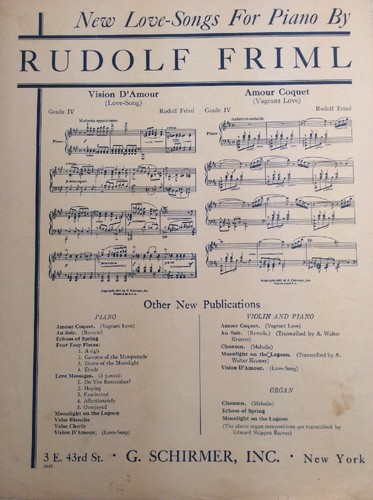 New Love-Songs For Piano By
RUDOLF FRIML
Vision D'Amour
(Love-Song)
Grade IV
Rudolf Friml
Piano
Amour Coquet
(Vagrant Love)
Grade IV
Rudolf Friml
Piano
Other New Publications
PIANO
Amour Coquet. (Vagrant Love)
Au Soir. (Reverie)
Echoes of Spring
Four Easy Pieces:
1. A sigh
2. Gavotte of the Masquerade
3. Dance of the Moonlight
4. Étude
Love Messages. (5 pieces):
1. Do You Remember?
2. Hoping
3. Fascinated
4. Affectionately
5. Overjoyed
Moonlight on the Lagoon
Valse Blanche
Valse Cherie
Vision D'Amour. (Love-Song)
VIOLIN AND PIANO
Amour Coquet. (Vagrant Love)
Au Soir. (Reverie.) (Transcribed by A. Walter
Kramer)
Chanson. (Melodie)
Moonlight on the Lagoon. (Transcribed by A.
Walter Kramer)
Vision D'Amour. (Love-Song)
ORGAN
Chanson. (Melodie)
Echoes of Spring
Moonlight on the Lagoon
(The above organ compositions are transcribed by
Edward Shippen Barnes)
3 E. 43rd St. · G. SCHIRMER, INC. · New York